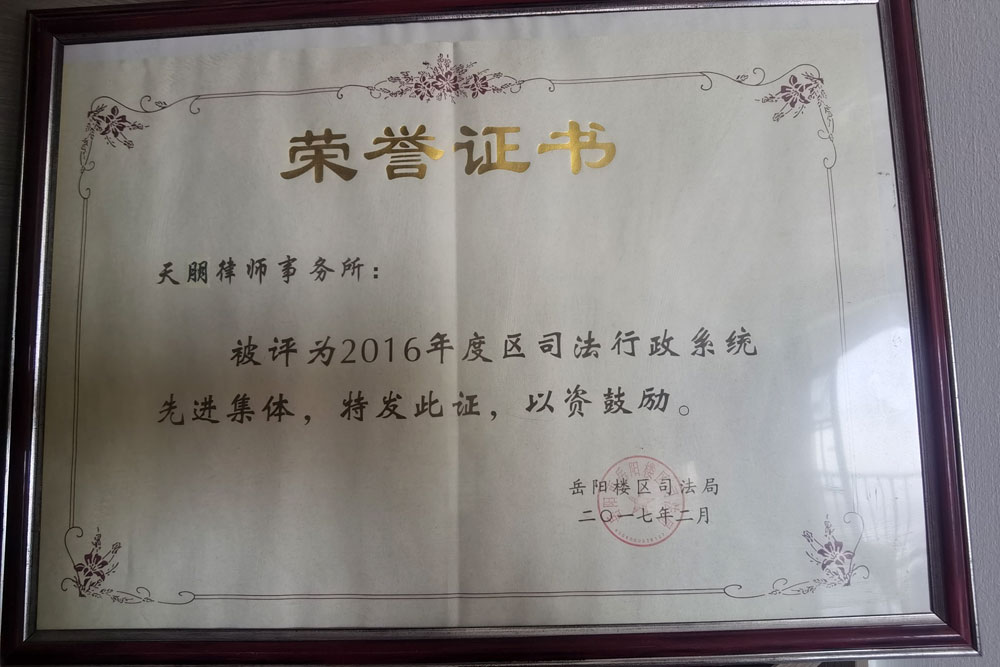 荣誉证书
天朋律师事务所：
被评为2016年度区司法行政系统
先进集体，特发此证，以资鼓励。
岳阳楼区司法局
二〇一七年二月